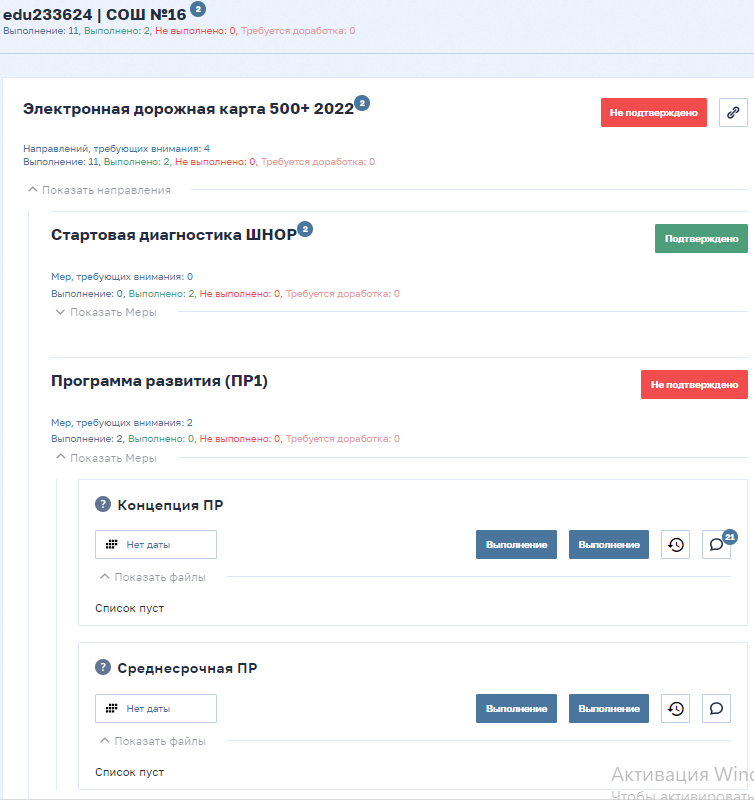 edu233624 | СОШ №16 2
Выполнение: 11, Выполнено: 2, Не выполнено: 0, Требуется доработка: 0
Электронная дорожная карта 500+ 2022 2
Не подтверждено
Направлений, требующих внимания: 4
Выполнение: 11, Выполнено: 2, Не выполнено: 0, Требуется доработка: 0
Показать направления
Стартовая диагностика ШНОР 2
Подтверждено
Мер, требующих внимания: 0
Выполнение: 0, Выполнено: 2, Не выполнено: 0, Требуется доработка: 0
Показать Меры
Программа развития (ПР1)
Не подтверждено
Мер, требующих внимания: 2
Выполнение: 2, Выполнено: 0, Не выполнено: 0, Требуется доработка: 0
Показать Меры
? Концепция ПР
Нет даты Выполнение Выполнение 21
Показать файлы
Список пуст
? Среднесрочная ПР
Нет даты Выполнение Выполнение
Показать файлы
Список пуст
Активация Wind
Чтобы активировать